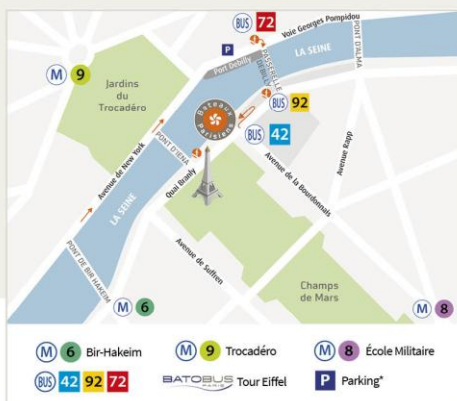 BUS 72
Voie Georges Pompidou
P
Port Debilly
PASSERELLE
DEBILLY
LA SEINE
PONT D'ALMA
M 9
Jardins
du
Trocadéro
Bateaux
Parisiens
BUS 92
BUS 42
PONT D'IENA
Avenue de New York
Quai Branly
Avenue de la Bourdonnais
Avenue Rapp
LA SEINE
Avenue de Suffren
PONT DE BIR HAKEIM
Champs
de Mars
M 6
M 8
M 6 Bir-Hakeim
M 9 Trocadéro
M 8 École Militaire
BUS 42 92 72
BATOBUS
PARIS
Tour Eiffel
P Parking*